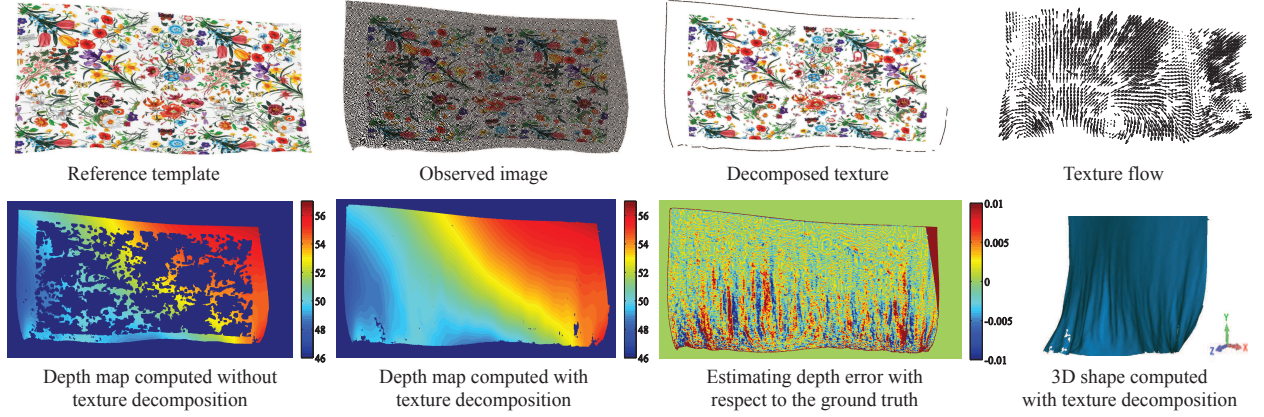 Reference template
Observed image
Decomposed texture
Texture flow
56
54
52
50
48
46
56
54
52
50
48
46
0.01
0.005
0
-0.005
-0.01
Y
Z
X
Depth map computed without
texture decomposition
Depth map computed with
texture decomposition
Estimating depth error with
respect to the ground truth
3D shape computed
with texture decomposition